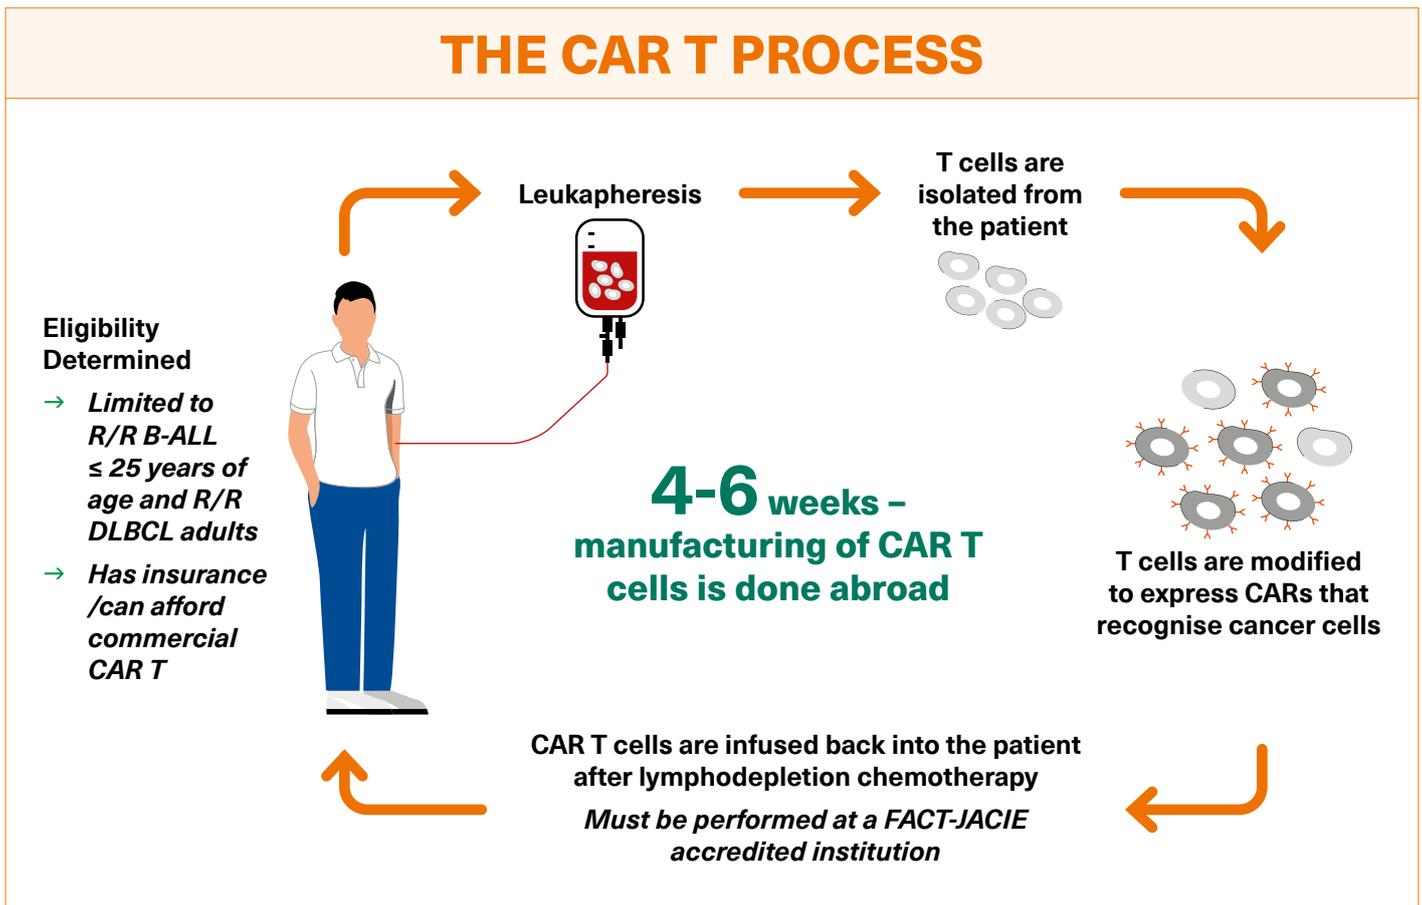 THE CAR T PROCESS
Leukapheresis
T cells are
isolated from
the patient
Eligibility
Determined
→ Limited to
R/R B-ALL
≤ 25 years of
age and R/R
DLBCL adults
→ Has insurance
/can afford
commercial
CAR T
4-6 weeks –
manufacturing of CAR T
cells is done abroad
T cells are modified
to express CARs that
recognise cancer cells
CAR T cells are infused back into the patient
after lymphodepletion chemotherapy
Must be performed at a FACT-JACIE
accredited institution